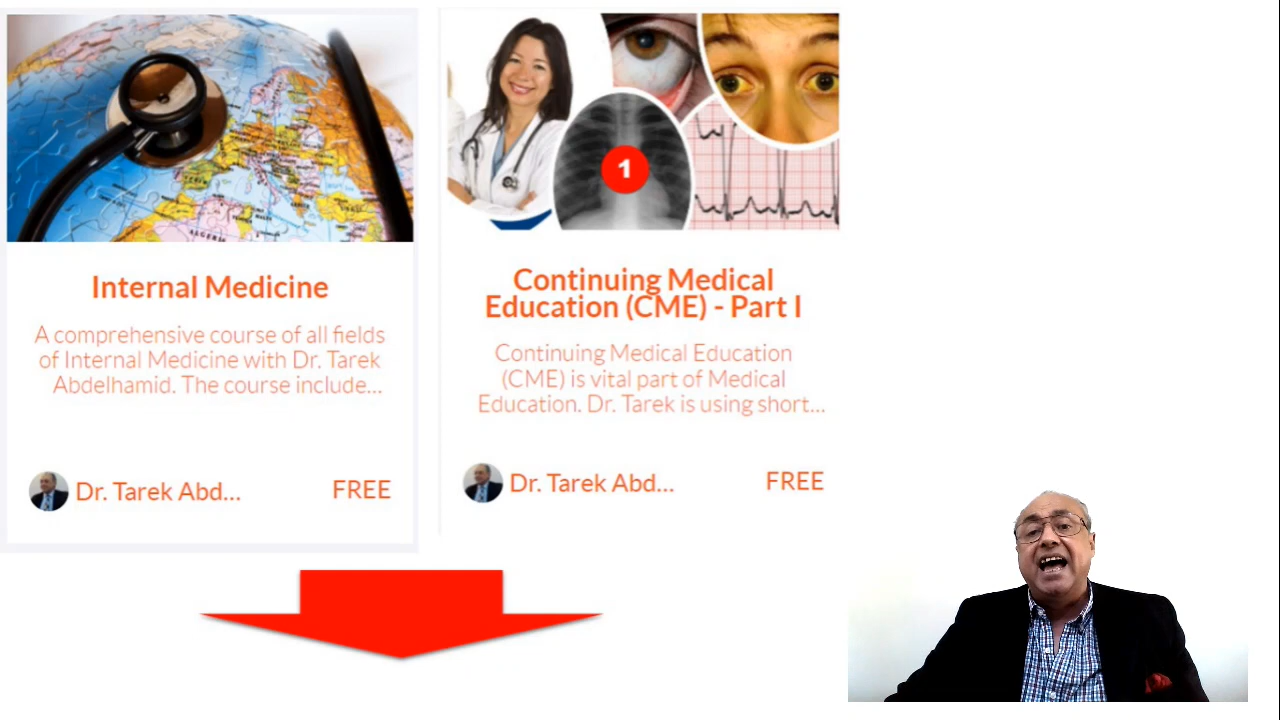 ALGERIE
1
Internal Medicine
A comprehensive course of all fields
of Internal Medicine with Dr. Tarek
Abdelhamid. The course include...
Dr. Tarek Abd...
FREE
Continuing Medical
Education (CME) - Part I
Continuing Medical Education
(CME) is vital part of Medical
Education. Dr. Tarek is using short...
Dr. Tarek Abd...
FREE